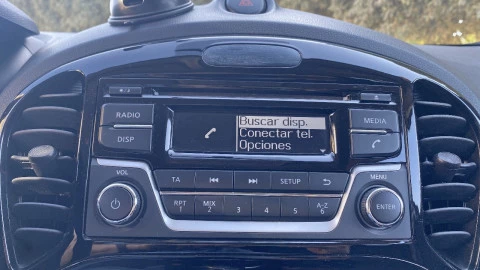 RADIO
DISP
Buscar disp.
Conectar tel.
Opciones
MEDIA
VOL
TA
SETUP
MENU
ENTER
RPT 1
MIX 2
3
4
5
A-Z 6